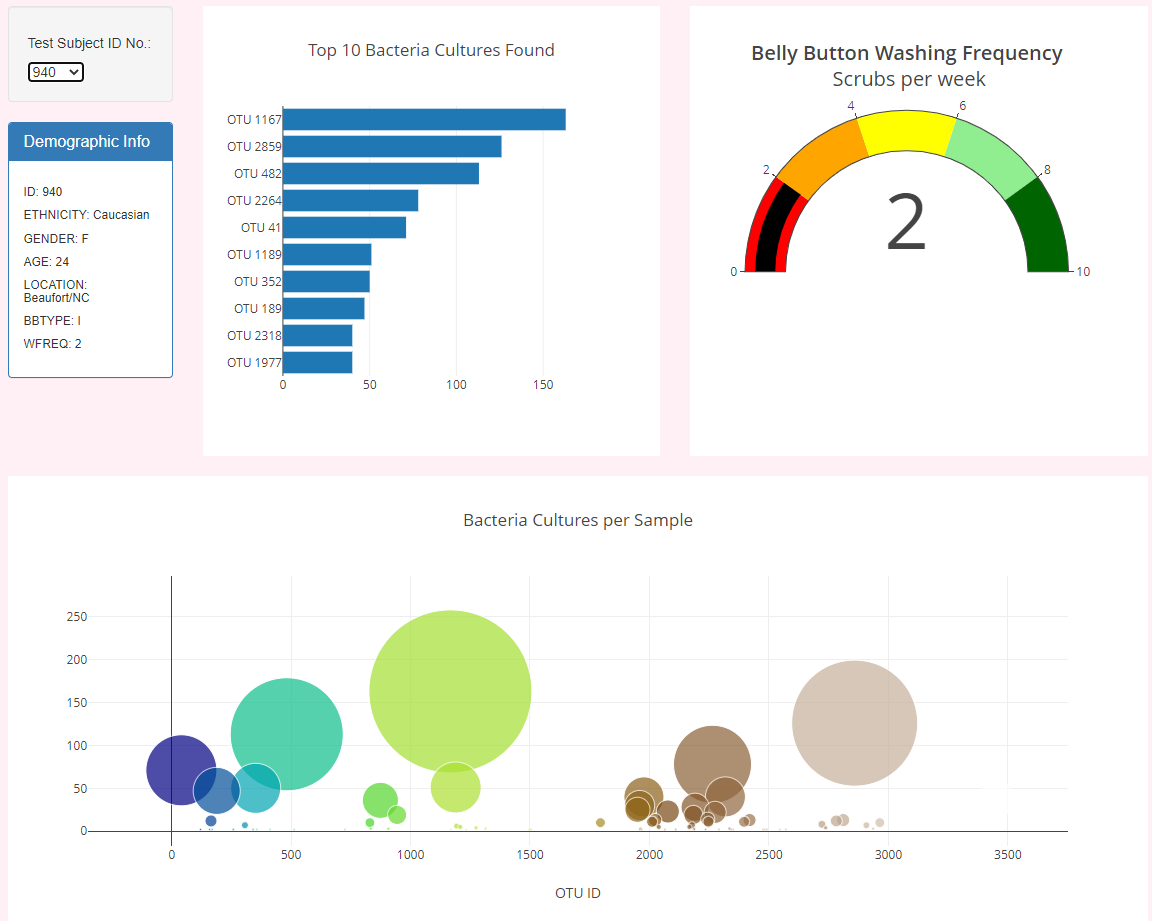 Test Subject ID No.:
940
Demographic Info
ID: 940
ETHNICITY: Caucasian
GENDER: F
AGE: 24
LOCATION:
Beaufort/NC
BBTYPE: I
WFREQ: 2
Top 10 Bacteria Cultures Found
OTU 1167
OTU 2859
OTU 482
OTU 2264
OTU 41
OTU 1189
OTU 352
OTU 189
OTU 2318
OTU 1977
0 50 100 150
Belly Button Washing Frequency
Scrubs per week
4 6
2 8
2
0 10
Bacteria Cultures per Sample
250
200
150
100
50
0
0 500 1000 1500 2000 2500 3000 3500
OTU ID